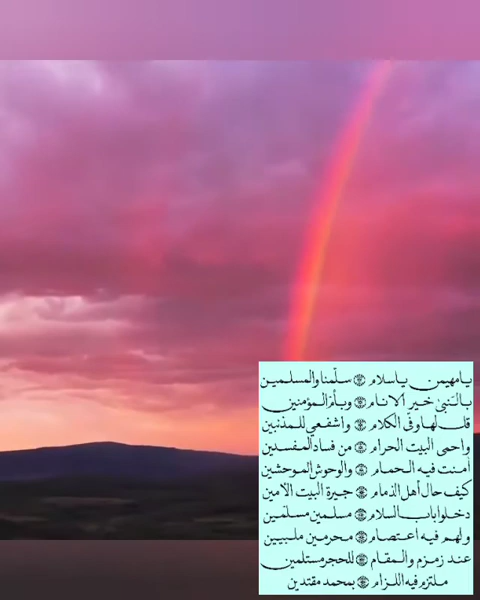 يامهيمن ياسلام سلّمنا والمسلمين
بالنبي خير الانام وبأم المؤمنين
قل لها وفي الكلام واشفعي للمذنبين
واحمى البيت الحرام من فساد المفسدين
أمنت فيه الحمام والوحوش الموحشين
كيف حال أهل الذمام جيرة البيت الامين
دخلوا باب السلام مسلمين مسلّمين
ولهم فيه اعتصام محرمين ملبيين
عند زمزم والمقام للحجر مستلمين
ملتزم فيه اللزام بمحمد مقتدين